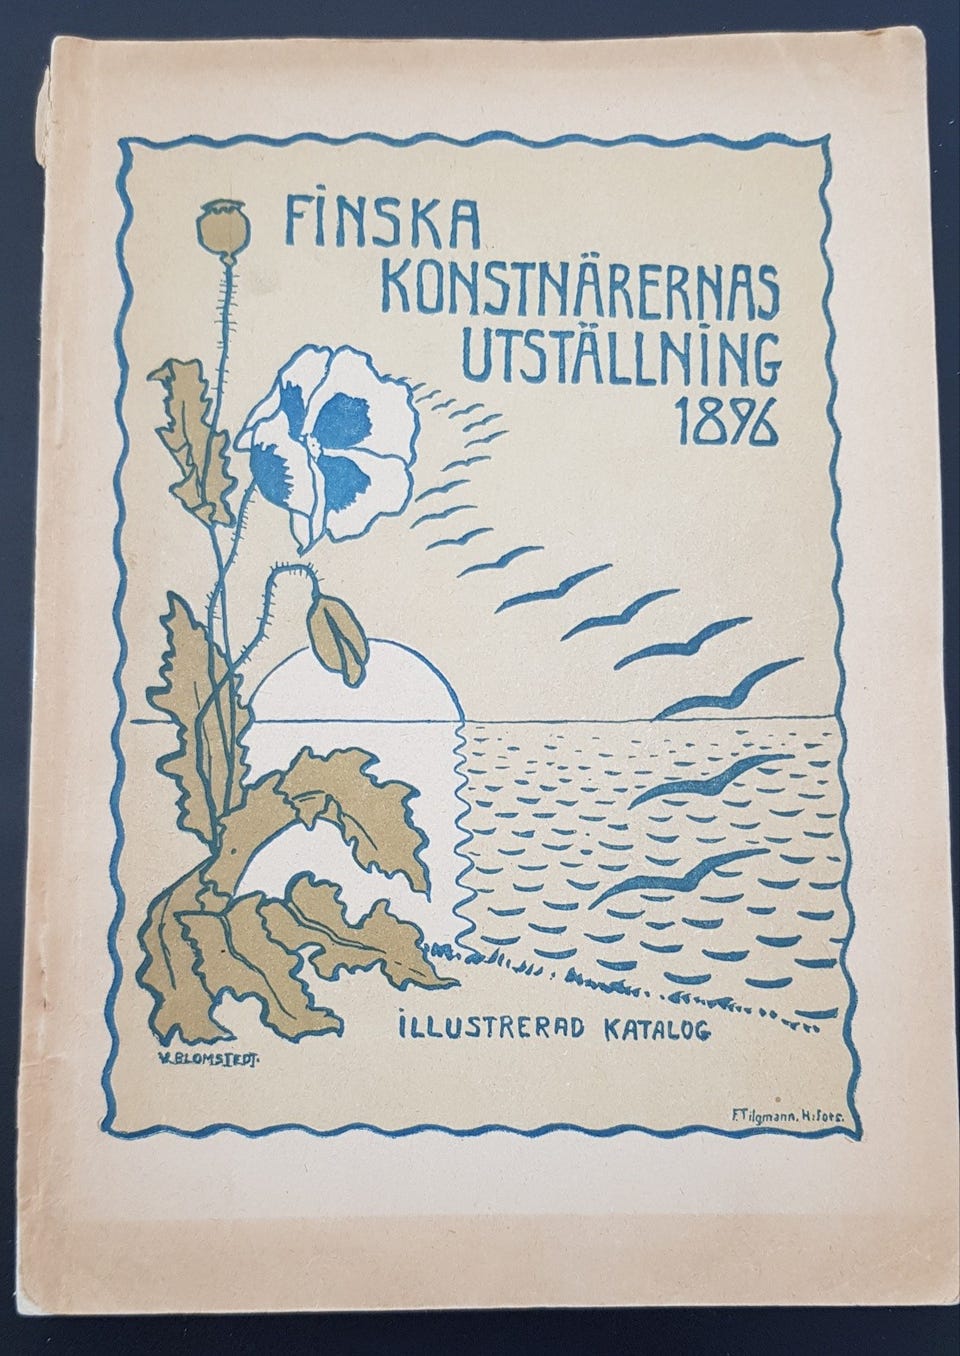 FINSKA
KONSTNÄRERNAS
UTSTÄLLNING
1896
ILLUSTRERAD KATALOG
V. BLOMSTEDT.
F. Tilgmann. H:fors.